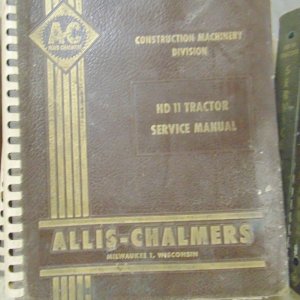 A-C
ALLIS-CHALMERS
CONSTRUCTION MACHINERY
DIVISION
HD 11 TRACTOR
SERVICE MANUAL
ALLIS-CHALMERS
MILWAUKEE 1, WISCONSIN